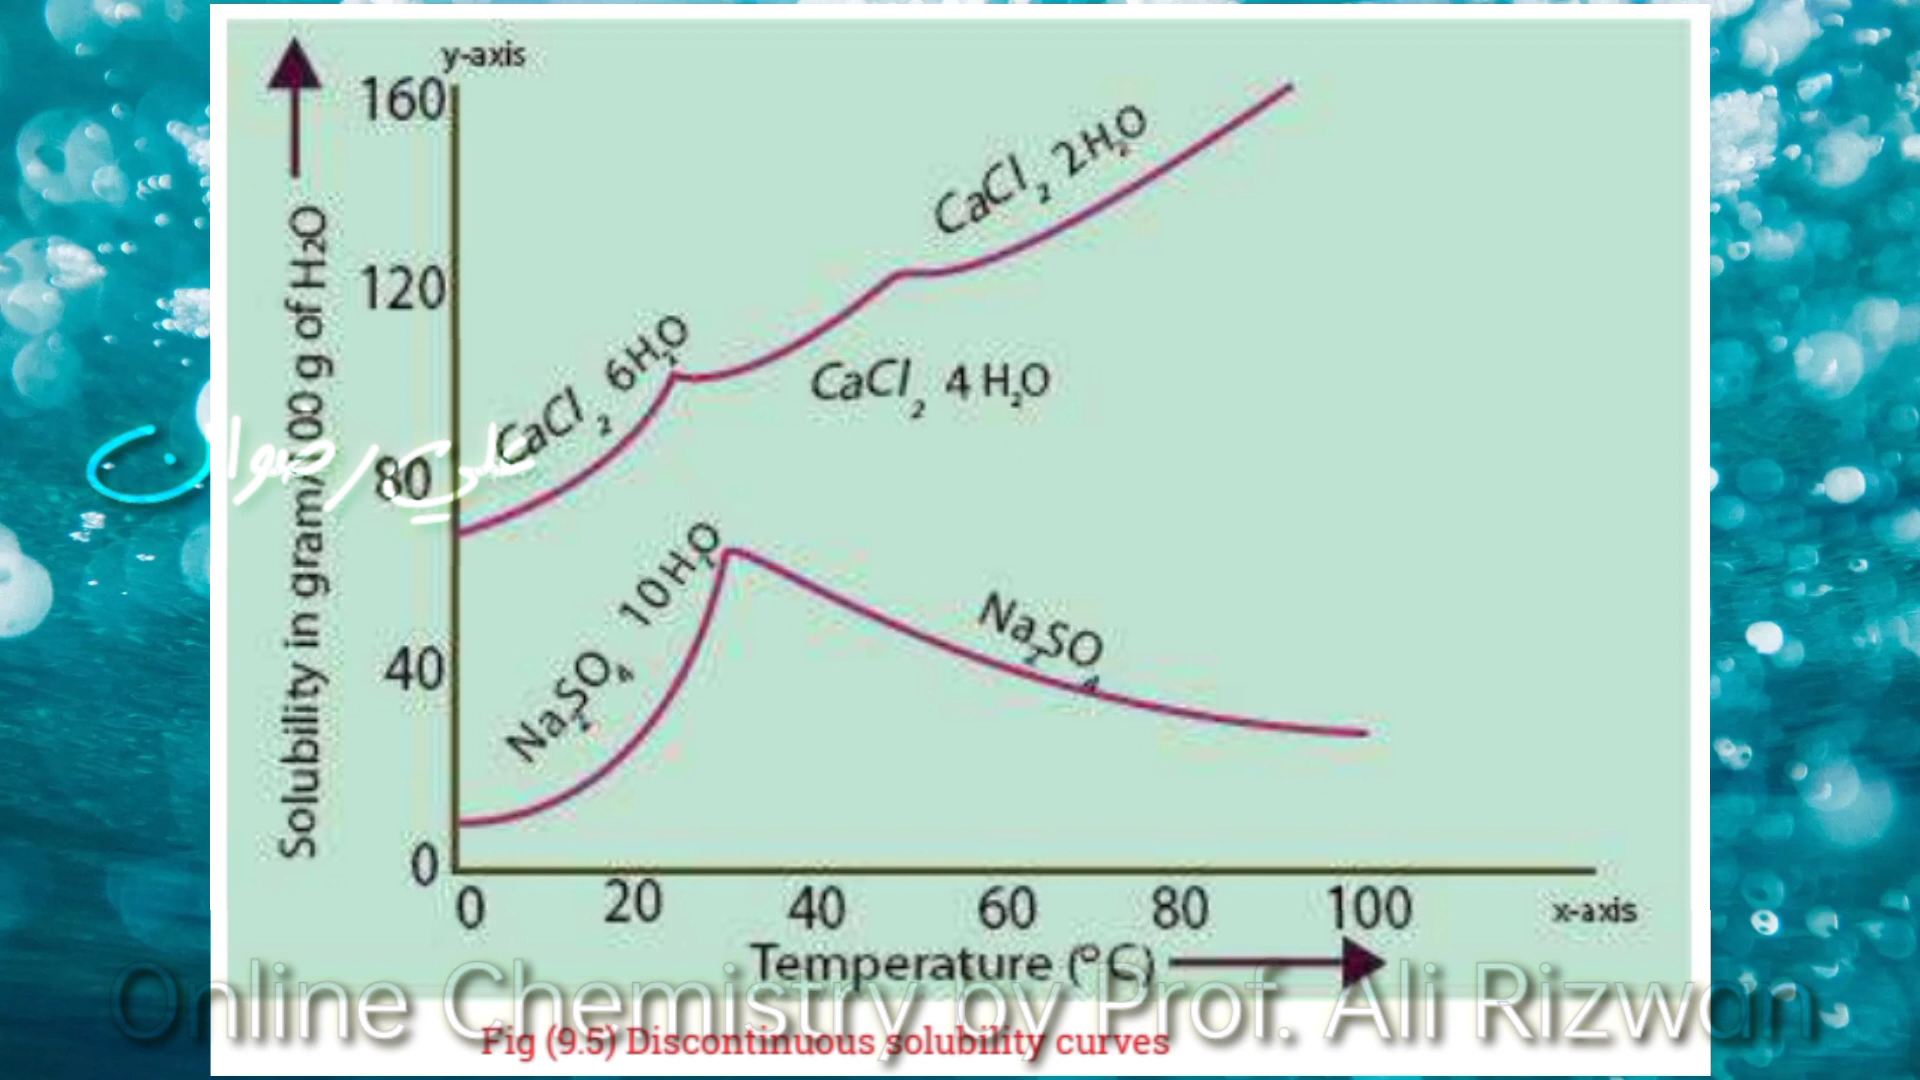 y-axis
160
120
80
40
0
Solubility in gram/100 g of H₂O
CaCl₂ 6H₂O
CaCl₂ 4 H₂O
CaCl₂ 2H₂O
Na₂SO₄ 10H₂O
Na₂SO₄
علي رضوان
0 20 40 60 80 100 x-axis
Temperature (°C)
Online Chemistry by Prof. Ali Rizwan
Fig (9.5) Discontinuous solubility curves